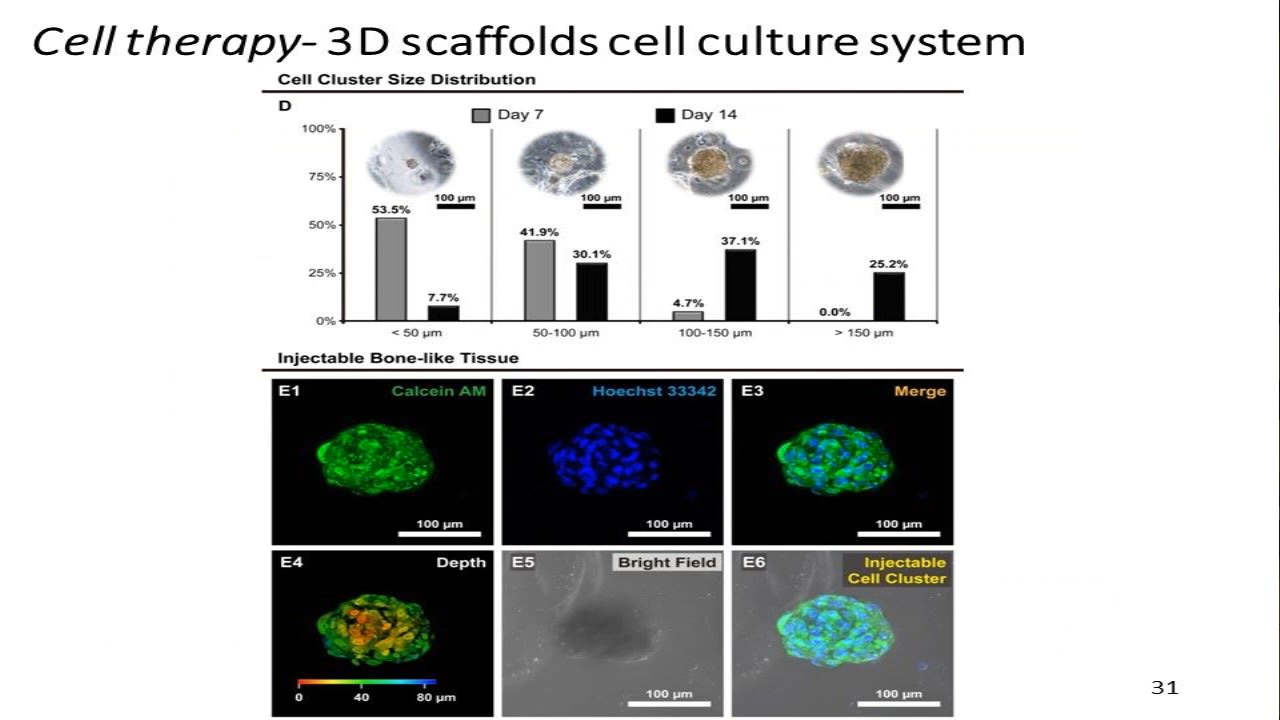 Cell therapy- 3D scaffolds cell culture system
Cell Cluster Size Distribution
D
Day 7
Day 14
100%
75%
50%
25%
0%
100 µm
100 µm
100 µm
100 µm
53.5%
7.7%
41.9%
30.1%
4.7%
37.1%
0.0%
25.2%
< 50 µm
50-100 µm
100-150 µm
> 150 µm
Injectable Bone-like Tissue
E1
Calcein AM
100 µm
E2
Hoechst 33342
100 µm
E3
Merge
100 µm
E4
Depth
0
40
80 µm
E5
Bright Field
100 µm
E6
Injectable
Cell Cluster
100 µm
31